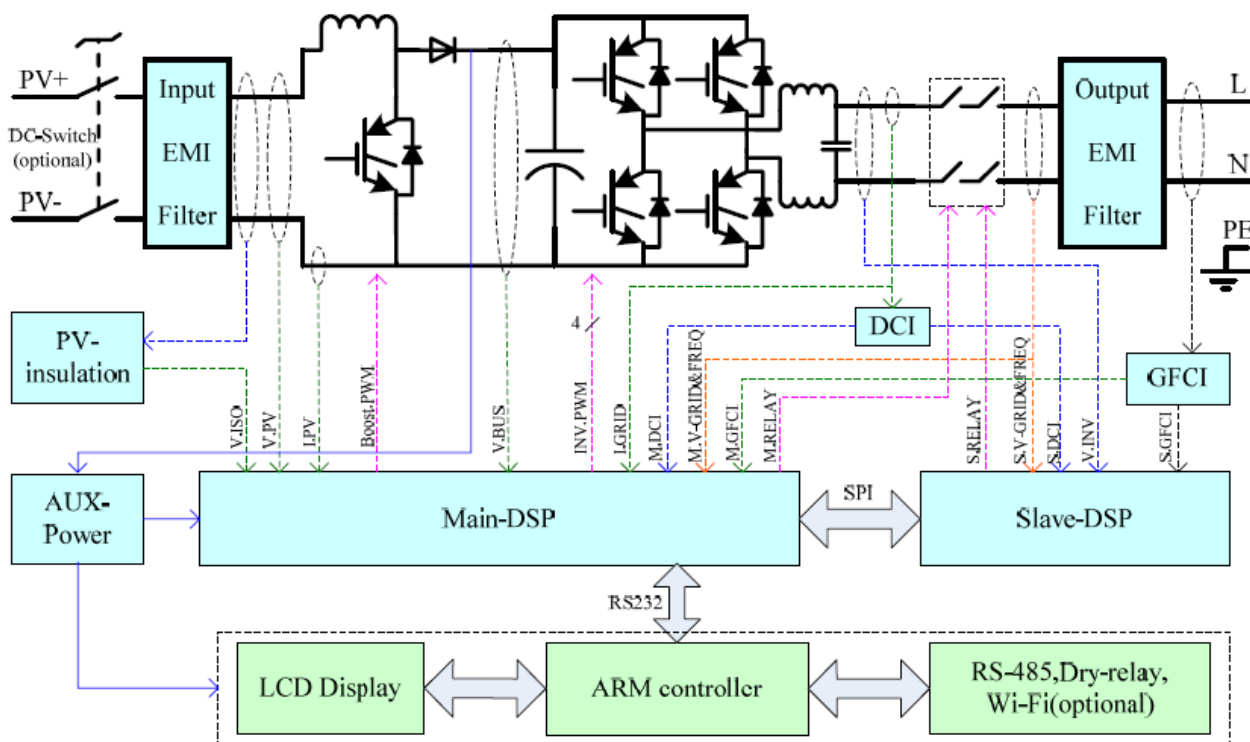 PV+
DC-Switch
(optional)
PV-
Input
EMI
Filter
Output
EMI
Filter
L
N
PE
PV-
insulation
4
DCI
GFCI
V.ISO
V.PV
I.PV
Boost.PWM
V.BUS
INV.PWM
I.GRID
M.DCI
M.V-GRID&FREQ
M.GFCI
M.RELAY
S.RELAY
S.V-GRID&FREQ
S.DCI
V.INV
S.GFCI
AUX-
Power
Main-DSP
SPI
Slave-DSP
RS232
LCD Display
ARM controller
RS-485,Dry-relay,
Wi-Fi(optional)